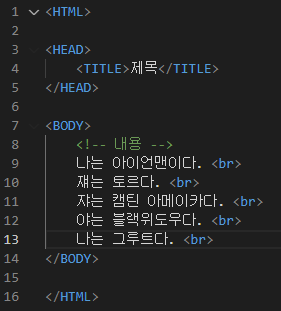 1 <HTML>
2
3 <HEAD>
4 <TITLE>제목</TITLE>
5 </HEAD>
6
7 <BODY>
8 <!-- 내용 -->
9 나는 아이언맨이다. <br>
10 쟤는 토르다. <br>
11 쟈는 캡틴 아메이카다. <br>
12 야는 블랙위도우다. <br>
13 나는 그루트다. <br>
14 </BODY>
15
16 </HTML>